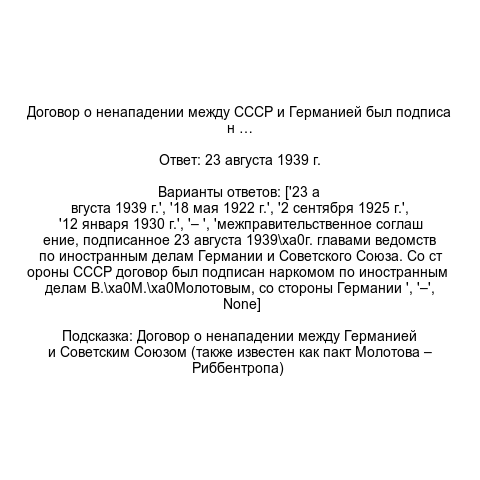 Договор о ненападении между СССР и Германией был подписа
н …
Ответ: 23 августа 1939 г.
Варианты ответов: ['23 а
вгуста 1939 г.', '18 мая 1922 г.', '2 сентября 1925 г.',
'12 января 1930 г.', '– ', 'межправительственное соглаш
ение, подписанное 23 августа 1939\xa0г. главами ведомств
по иностранным делам Германии и Советского Союза. Со ст
ороны СССР договор был подписан наркомом по иностранным
делам В.\xa0М.\xa0Молотовым, со стороны Германии ', '–',
None]
Подсказка: Договор о ненападении между Германией
и Советским Союзом (также известен как пакт Молотова –
Риббентропа)